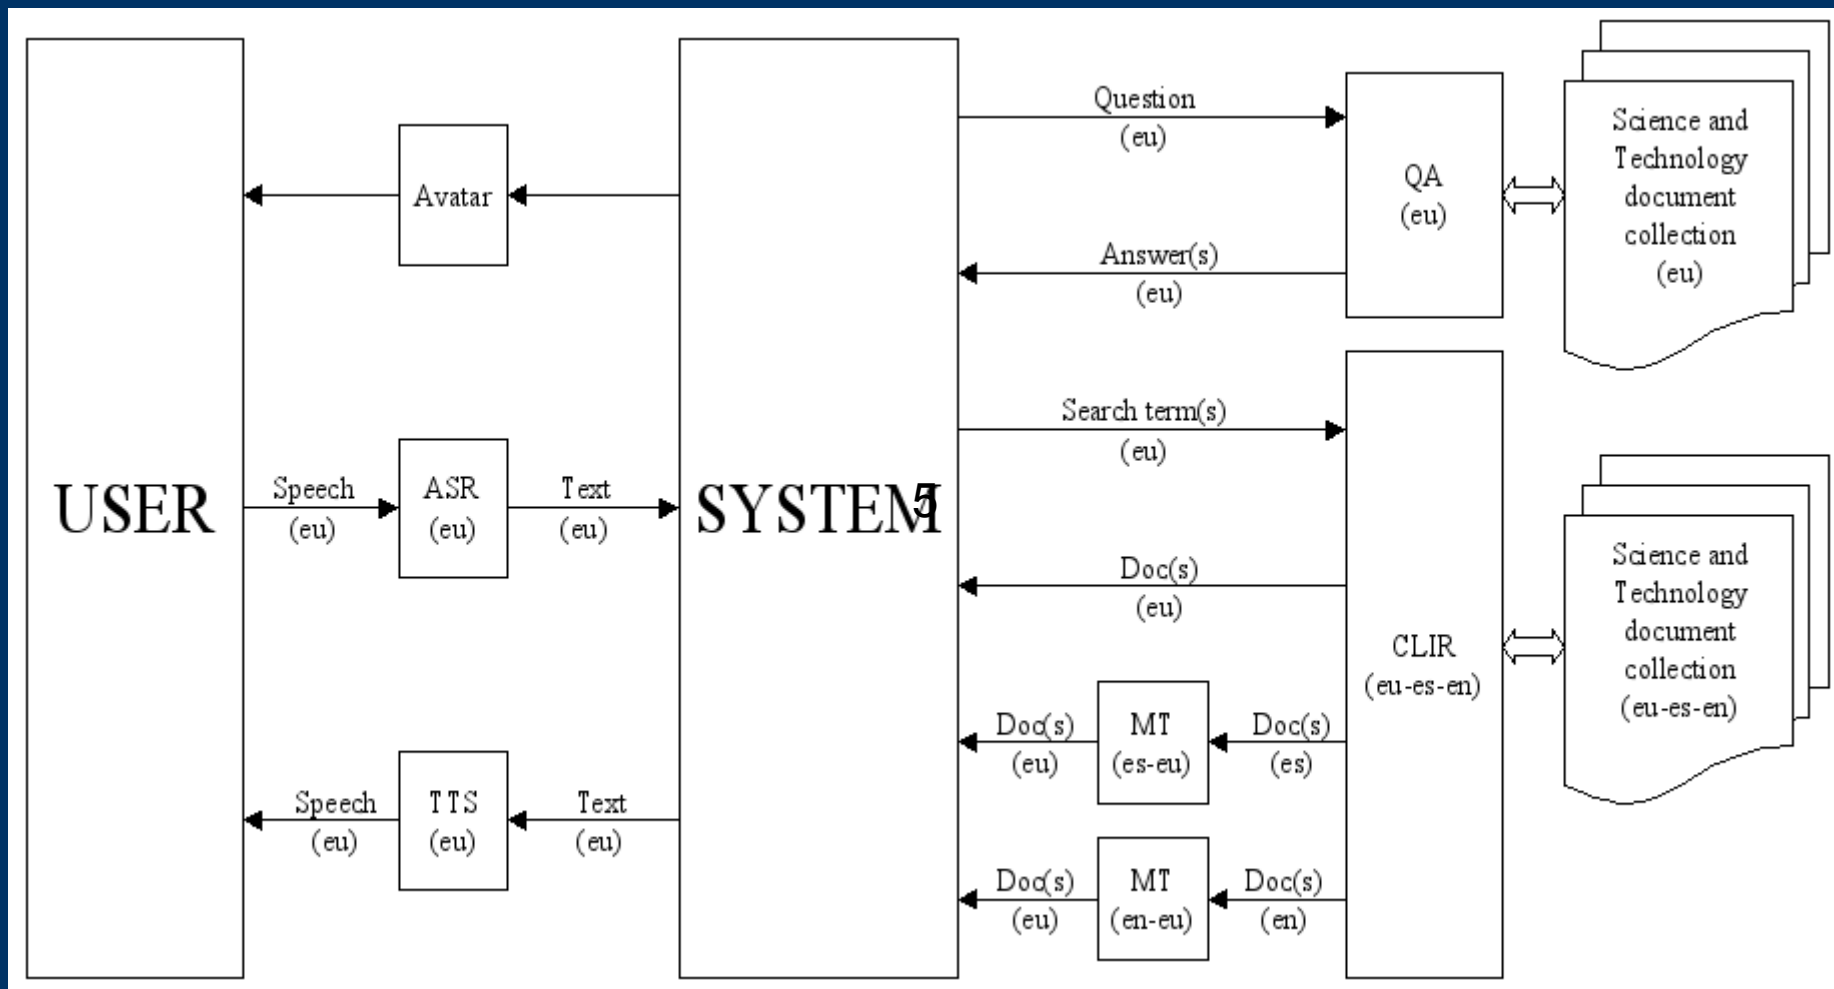 USER
Avatar
Speech
(eu)
ASR
(eu)
Text
(eu)
Speech
(eu)
TTS
(eu)
Text
(eu)
SYSTEM
5
Question
(eu)
Answer(s)
(eu)
QA
(eu)
Science and
Technology
document
collection
(eu)
Search term(s)
(eu)
Doc(s)
(eu)
Doc(s)
(eu)
MT
(es-eu)
Doc(s)
(es)
Doc(s)
(eu)
MT
(en-eu)
Doc(s)
(en)
CLIR
(eu-es-en)
Science and
Technology
document
collection
(eu-es-en)